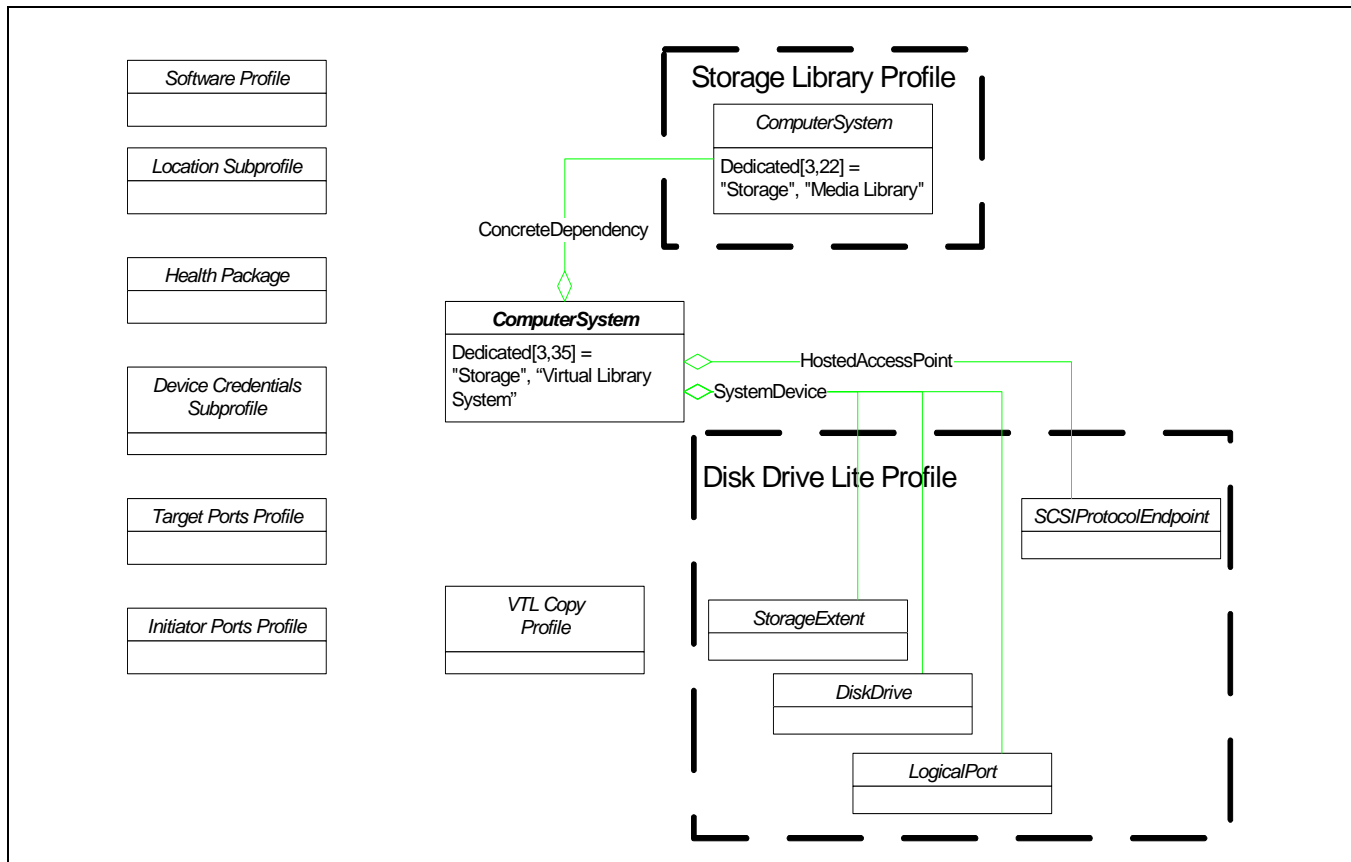 Software Profile
Location Subprofile
Health Package
Device Credentials
Subprofile
Target Ports Profile
Initiator Ports Profile
Storage Library Profile
ComputerSystem
Dedicated[3,22] =
"Storage", "Media Library"
ConcreteDependency
ComputerSystem
Dedicated[3,35] =
"Storage", “Virtual Library
System”
HostedAccessPoint
SystemDevice
Disk Drive Lite Profile
SCSIProtocolEndpoint
StorageExtent
DiskDrive
LogicalPort
VTL Copy
Profile